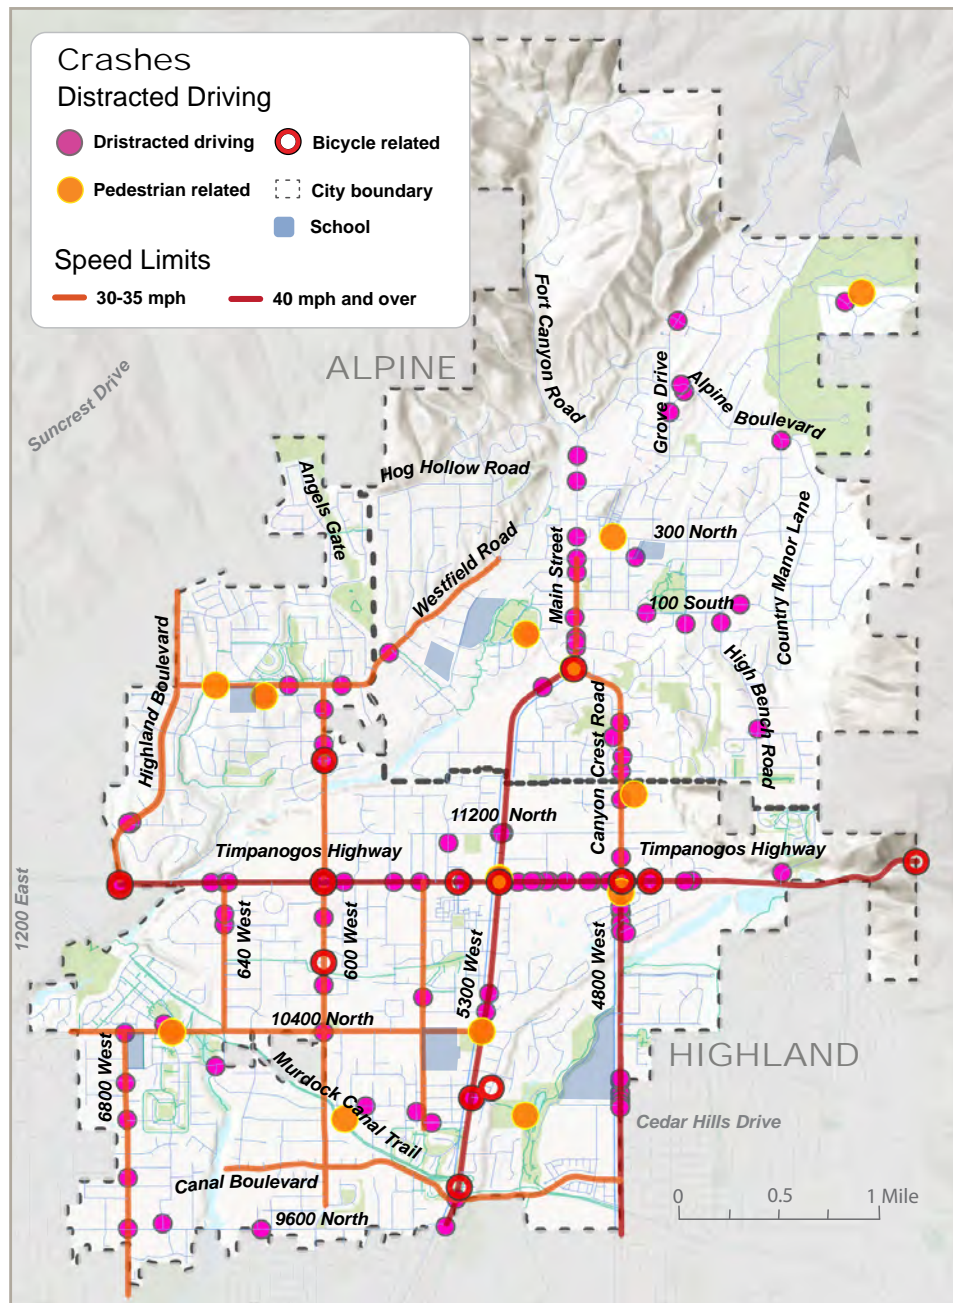 Crashes
Distracted Driving
Dristracted driving
Bicycle related
Pedestrian related
City boundary
School
Speed Limits
30-35 mph
40 mph and over
N
ALPINE
Suncrest Drive
Fort Canyon Road
Grove Drive
Alpine Boulevard
Hog Hollow Road
Angels Gate
Westfield Road
Main Street
300 North
Country Manor Lane
100 South
High Bench Road
Highland Boulevard
Canyon Crest Road
11200 North
Timpanogos Highway
Timpanogos Highway
1200 East
640 West
600 West
5300 West
4800 West
10400 North
HIGHLAND
6800 West
Murdock Canal Trail
Cedar Hills Drive
Canal Boulevard
9600 North
0 0.5 1 Mile